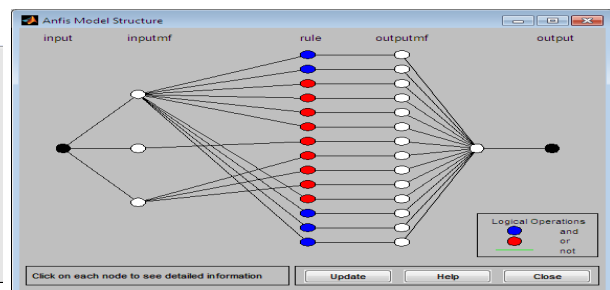 Anfis Model Structure
input inputmf rule outputmf output
Logical Operations
and
or
not
Click on each node to see detailed information Update Help Close